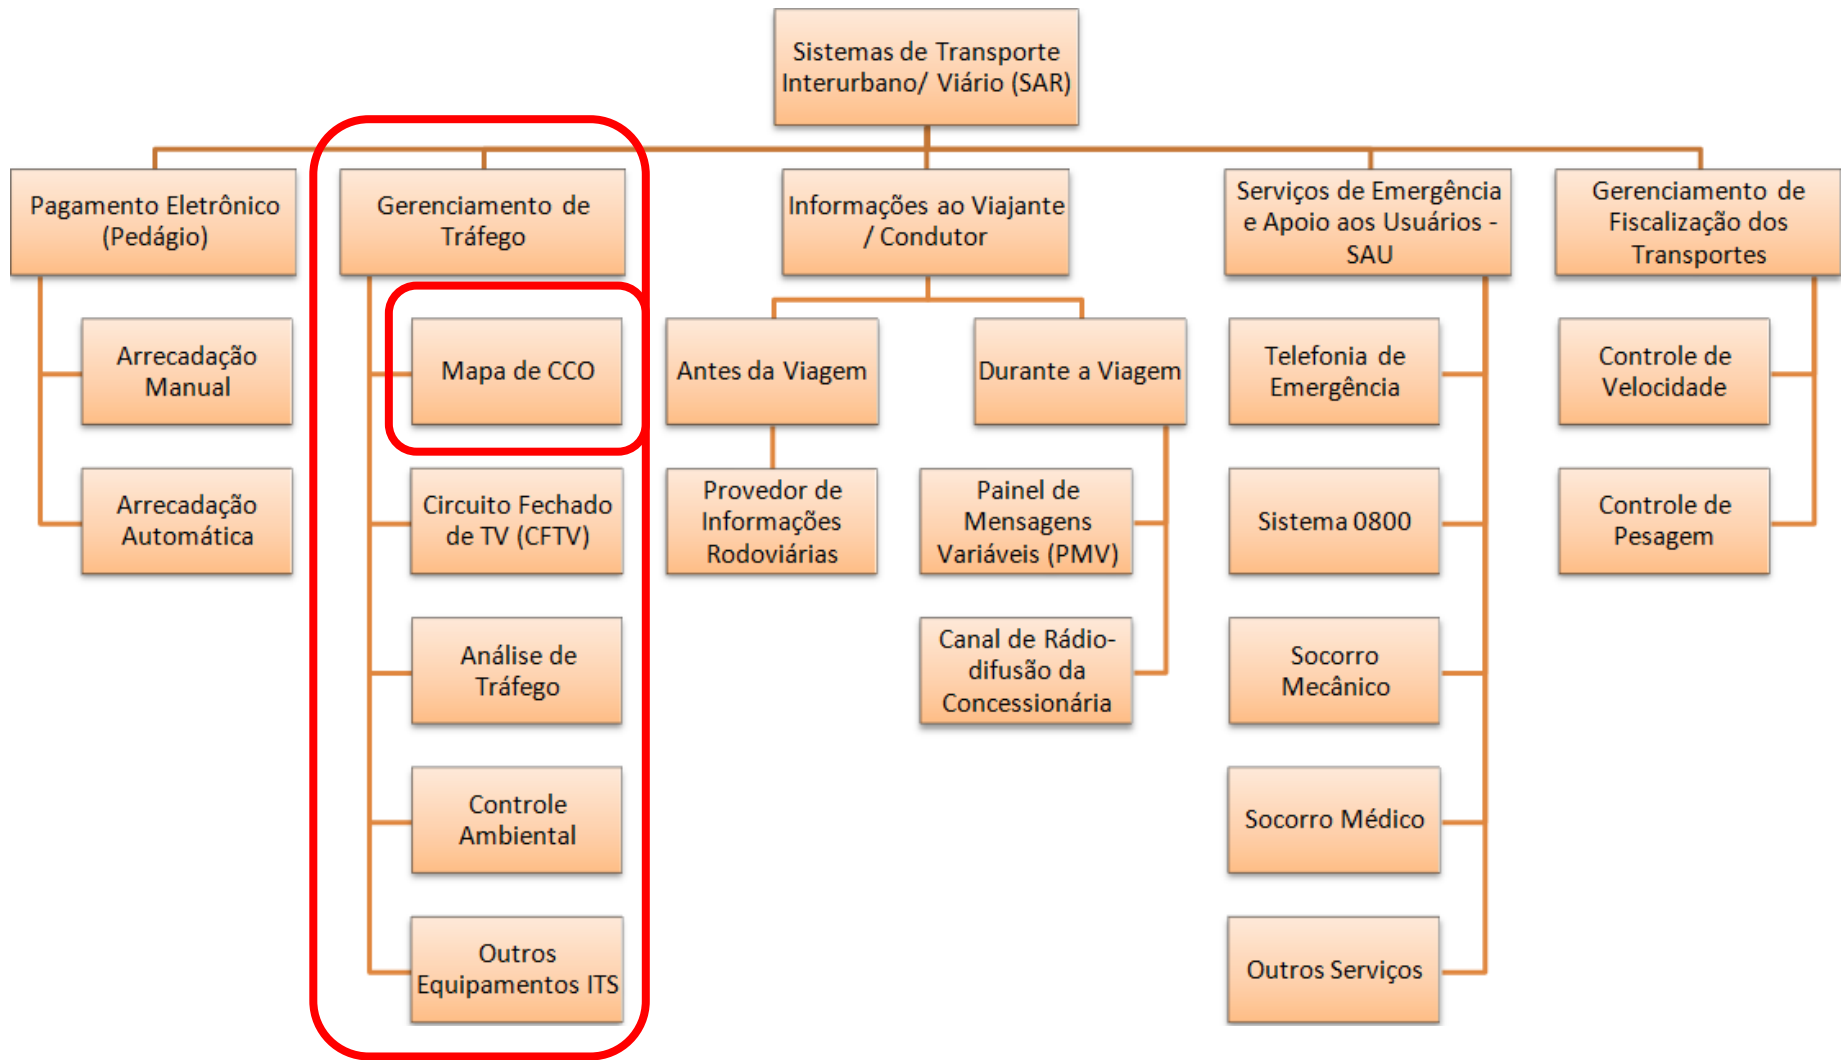 Sistemas de Transporte
Interurbano/ Viário (SAR)
Pagamento Eletrônico
(Pedágio)
Arrecadação
Manual
Arrecadação
Automática
Gerenciamento de
Tráfego
Mapa de CCO
Circuito Fechado
de TV (CFTV)
Análise de
Tráfego
Controle
Ambiental
Outros
Equipamentos ITS
Informações ao Viajante
/ Condutor
Antes da Viagem
Provedor de
Informações
Rodoviárias
Durante a Viagem
Painel de
Mensagens
Variáveis (PMV)
Canal de Rádio-
difusão da
Concessionária
Serviços de Emergência
e Apoio aos Usuários -
SAU
Telefonia de
Emergência
Sistema 0800
Socorro
Mecânico
Socorro Médico
Outros Serviços
Gerenciamento de
Fiscalização dos
Transportes
Controle de
Velocidade
Controle de
Pesagem